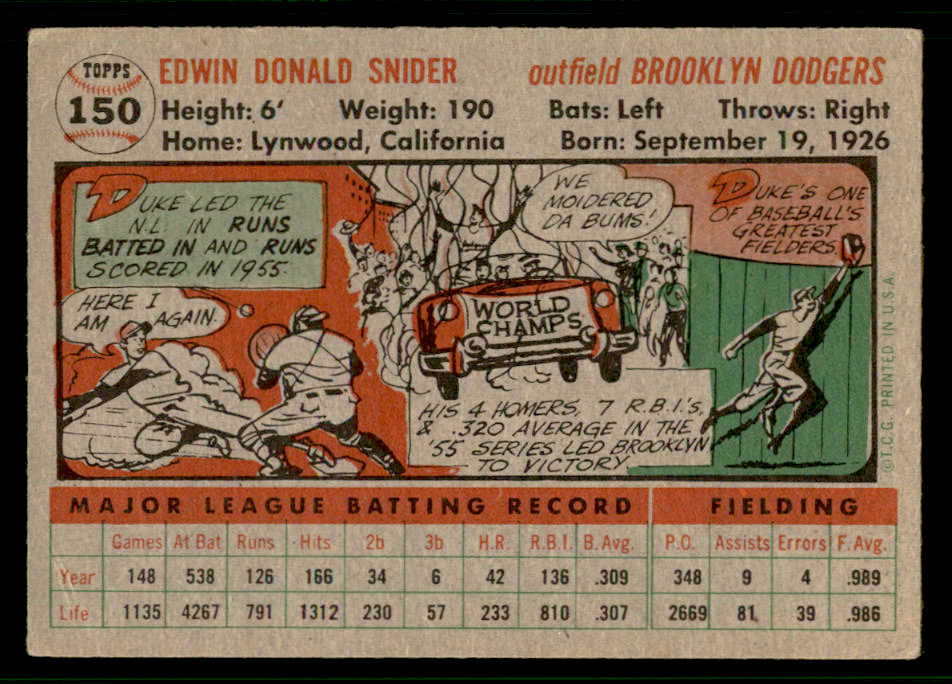 TOPPS
150
EDWIN DONALD SNIDER
outfield BROOKLYN DODGERS
Height: 6' Weight: 190 Bats: Left Throws: Right
Home: Lynwood, California Born: September 19, 1926
DUKE LED THE
N.L. IN RUNS
BATTED IN AND RUNS
SCORED IN 1955.
HERE I
AM AGAIN.
WE
MOIDERED
DA BUMS!
WORLD
CHAMPS
HIS 4 HOMERS, 7 R.B.I.'s,
& .320 AVERAGE IN THE
'55 SERIES LED BROOKLYN
TO VICTORY
DUKE'S ONE
OF BASEBALL'S
GREATEST
FIELDERS.
©T.C.G. PRINTED IN U.S.A.
MAJOR LEAGUE BATTING RECORD FIELDING
Games At Bat Runs Hits 2b 3b H.R. R.B.I. B. Avg. P.O. Assists Errors F. Avg.
Year 148 538 126 166 34 6 42 136 .309 348 9 4 .989
Life 1135 4267 791 1312 230 57 233 810 .307 2669 81 39 .986